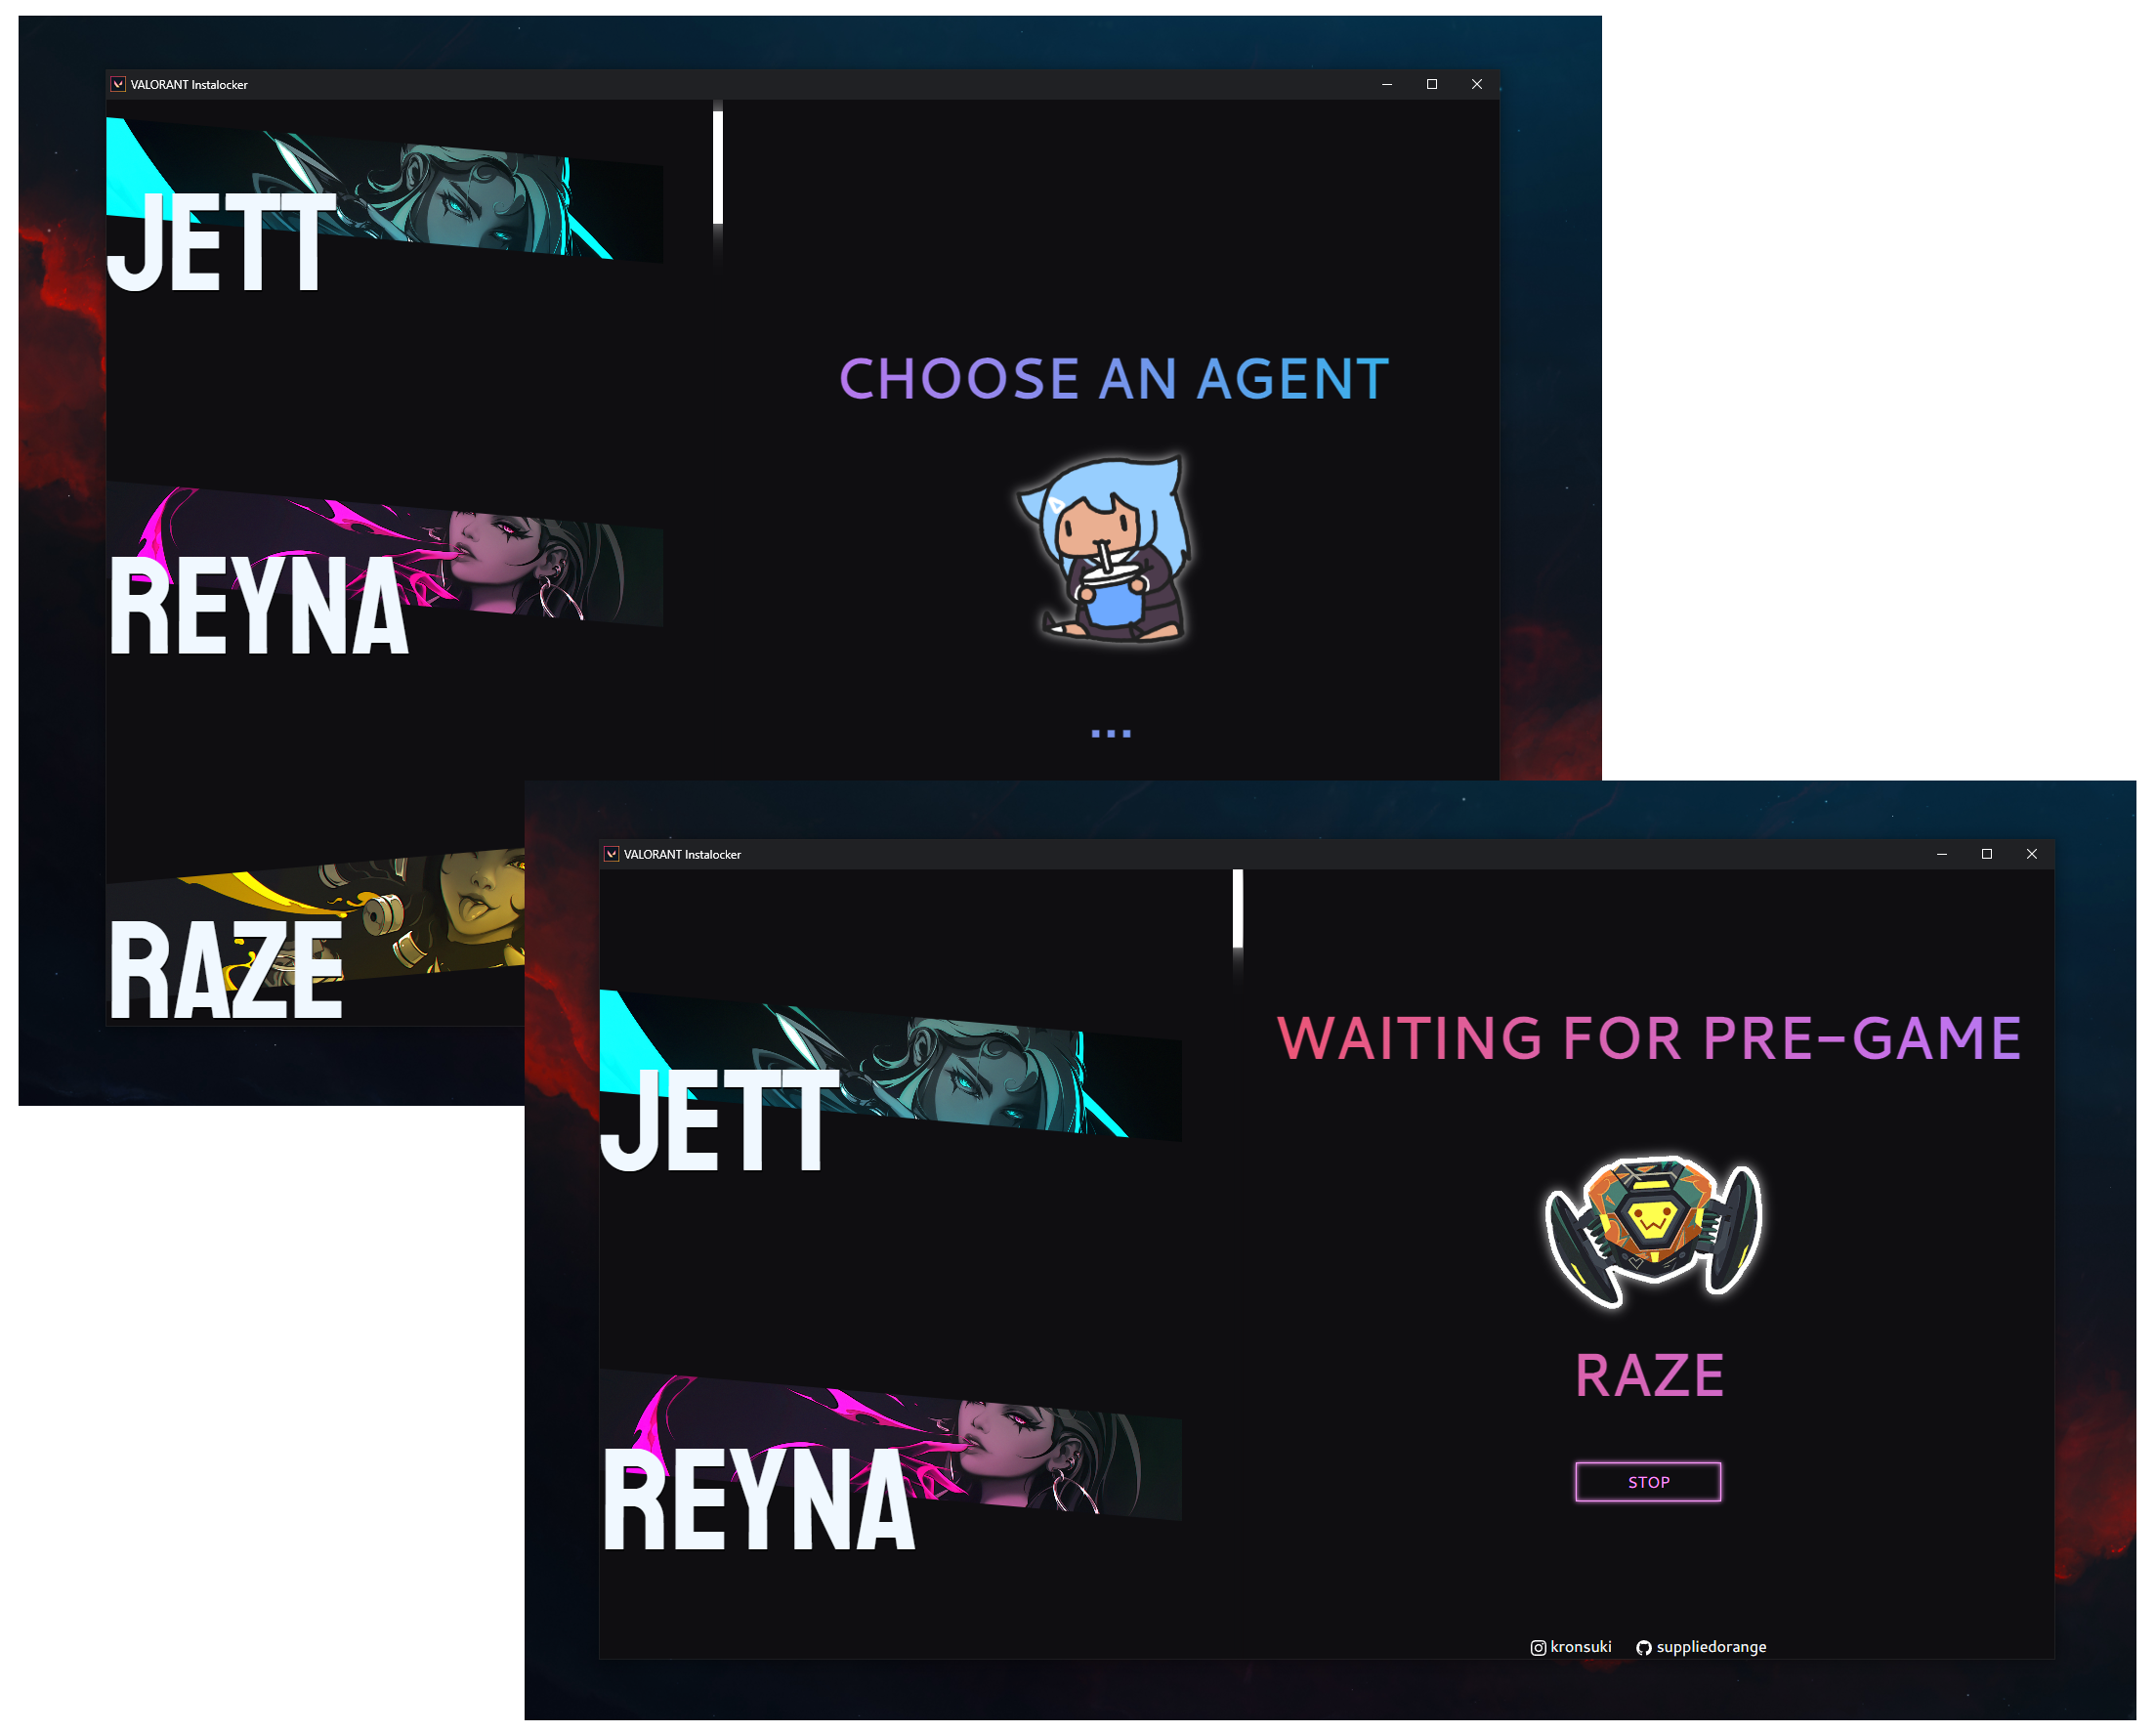 VALORANT Instalocker
JETT
REYNA
RAZE
CHOOSE AN AGENT
...
VALORANT Instalocker
JETT
REYNA
WAITING FOR PRE-GAME
RAZE
STOP
kronsuki suppliedorange